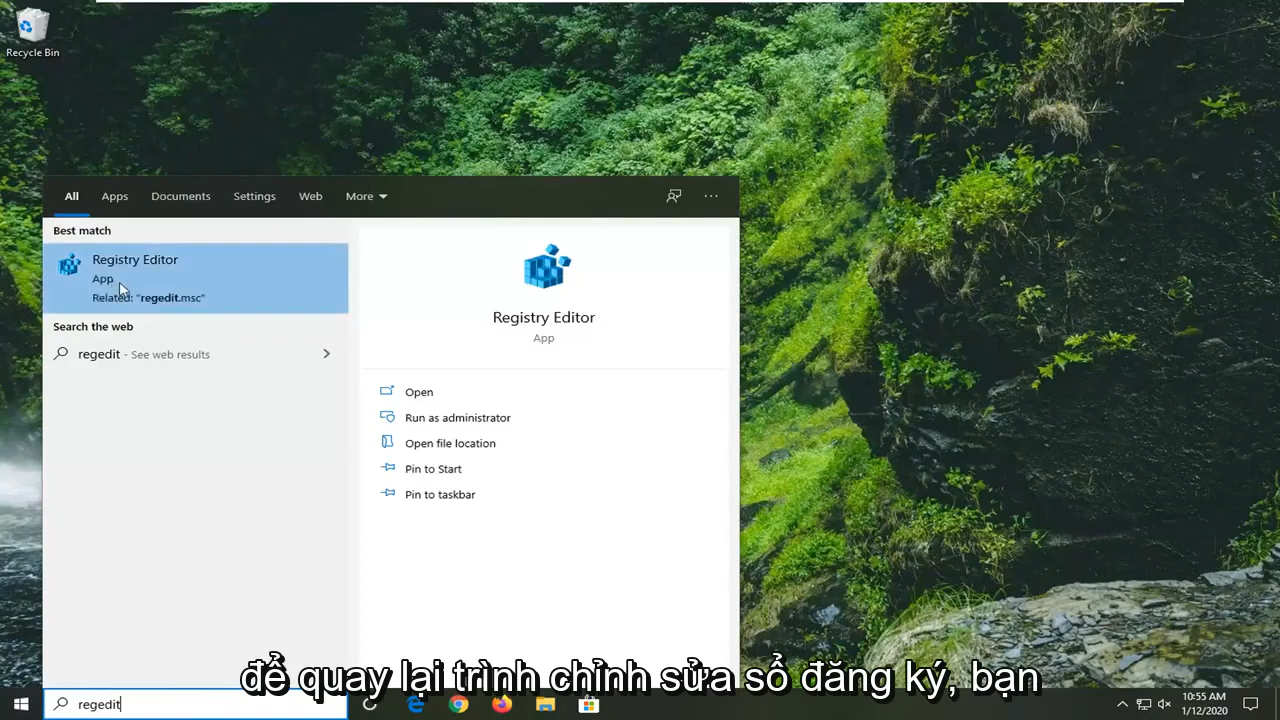 Recycle Bin
All
Apps
Documents
Settings
Web
More
Best match
Registry Editor
App
Related: "regedit.msc"
Search the web
regedit - See web results
Registry Editor
App
Open
Run as administrator
Open file location
Pin to Start
Pin to taskbar
để quay lại trình chỉnh sửa sổ đăng ký, bạn
regedit
10:55 AM
1/12/2020